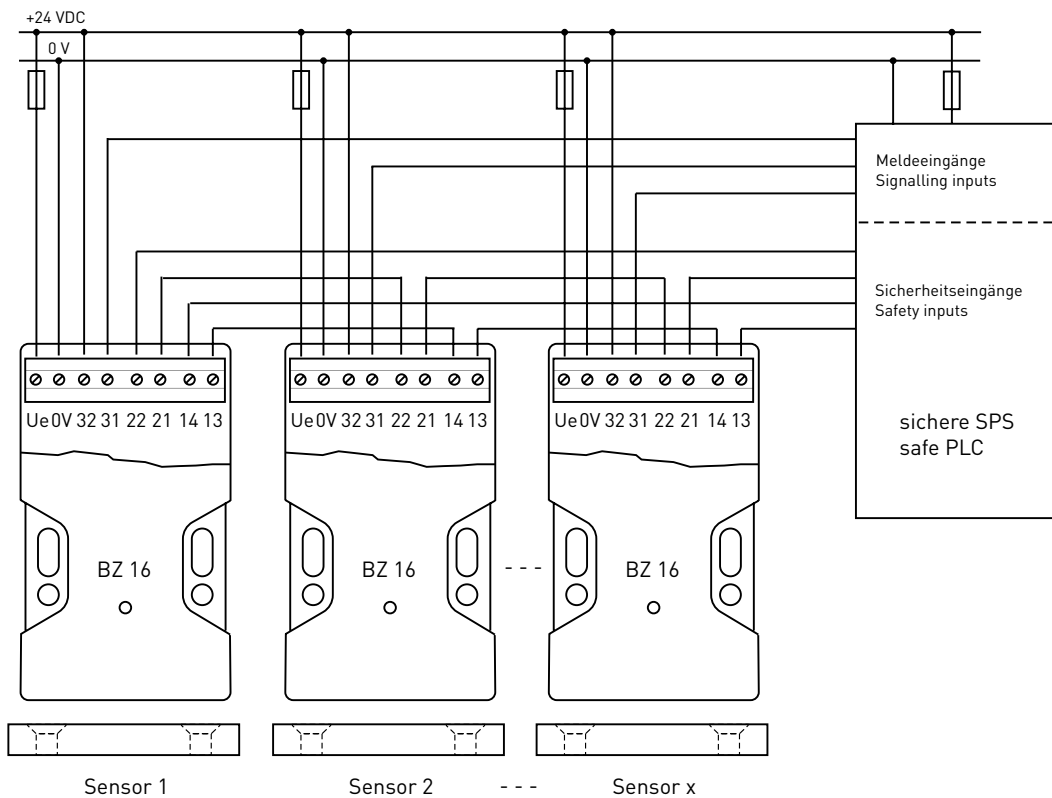 +24 VDC
0 V
Meldeeingänge
Signalling inputs
Sicherheitseingänge
Safety inputs
sichere SPS
safe PLC
Ue 0V 32 31 22 21 14 13
Ue 0V 32 31 22 21 14 13
Ue 0V 32 31 22 21 14 13
BZ 16
BZ 16
- - -
BZ 16
Sensor 1
Sensor 2
- - -
Sensor x